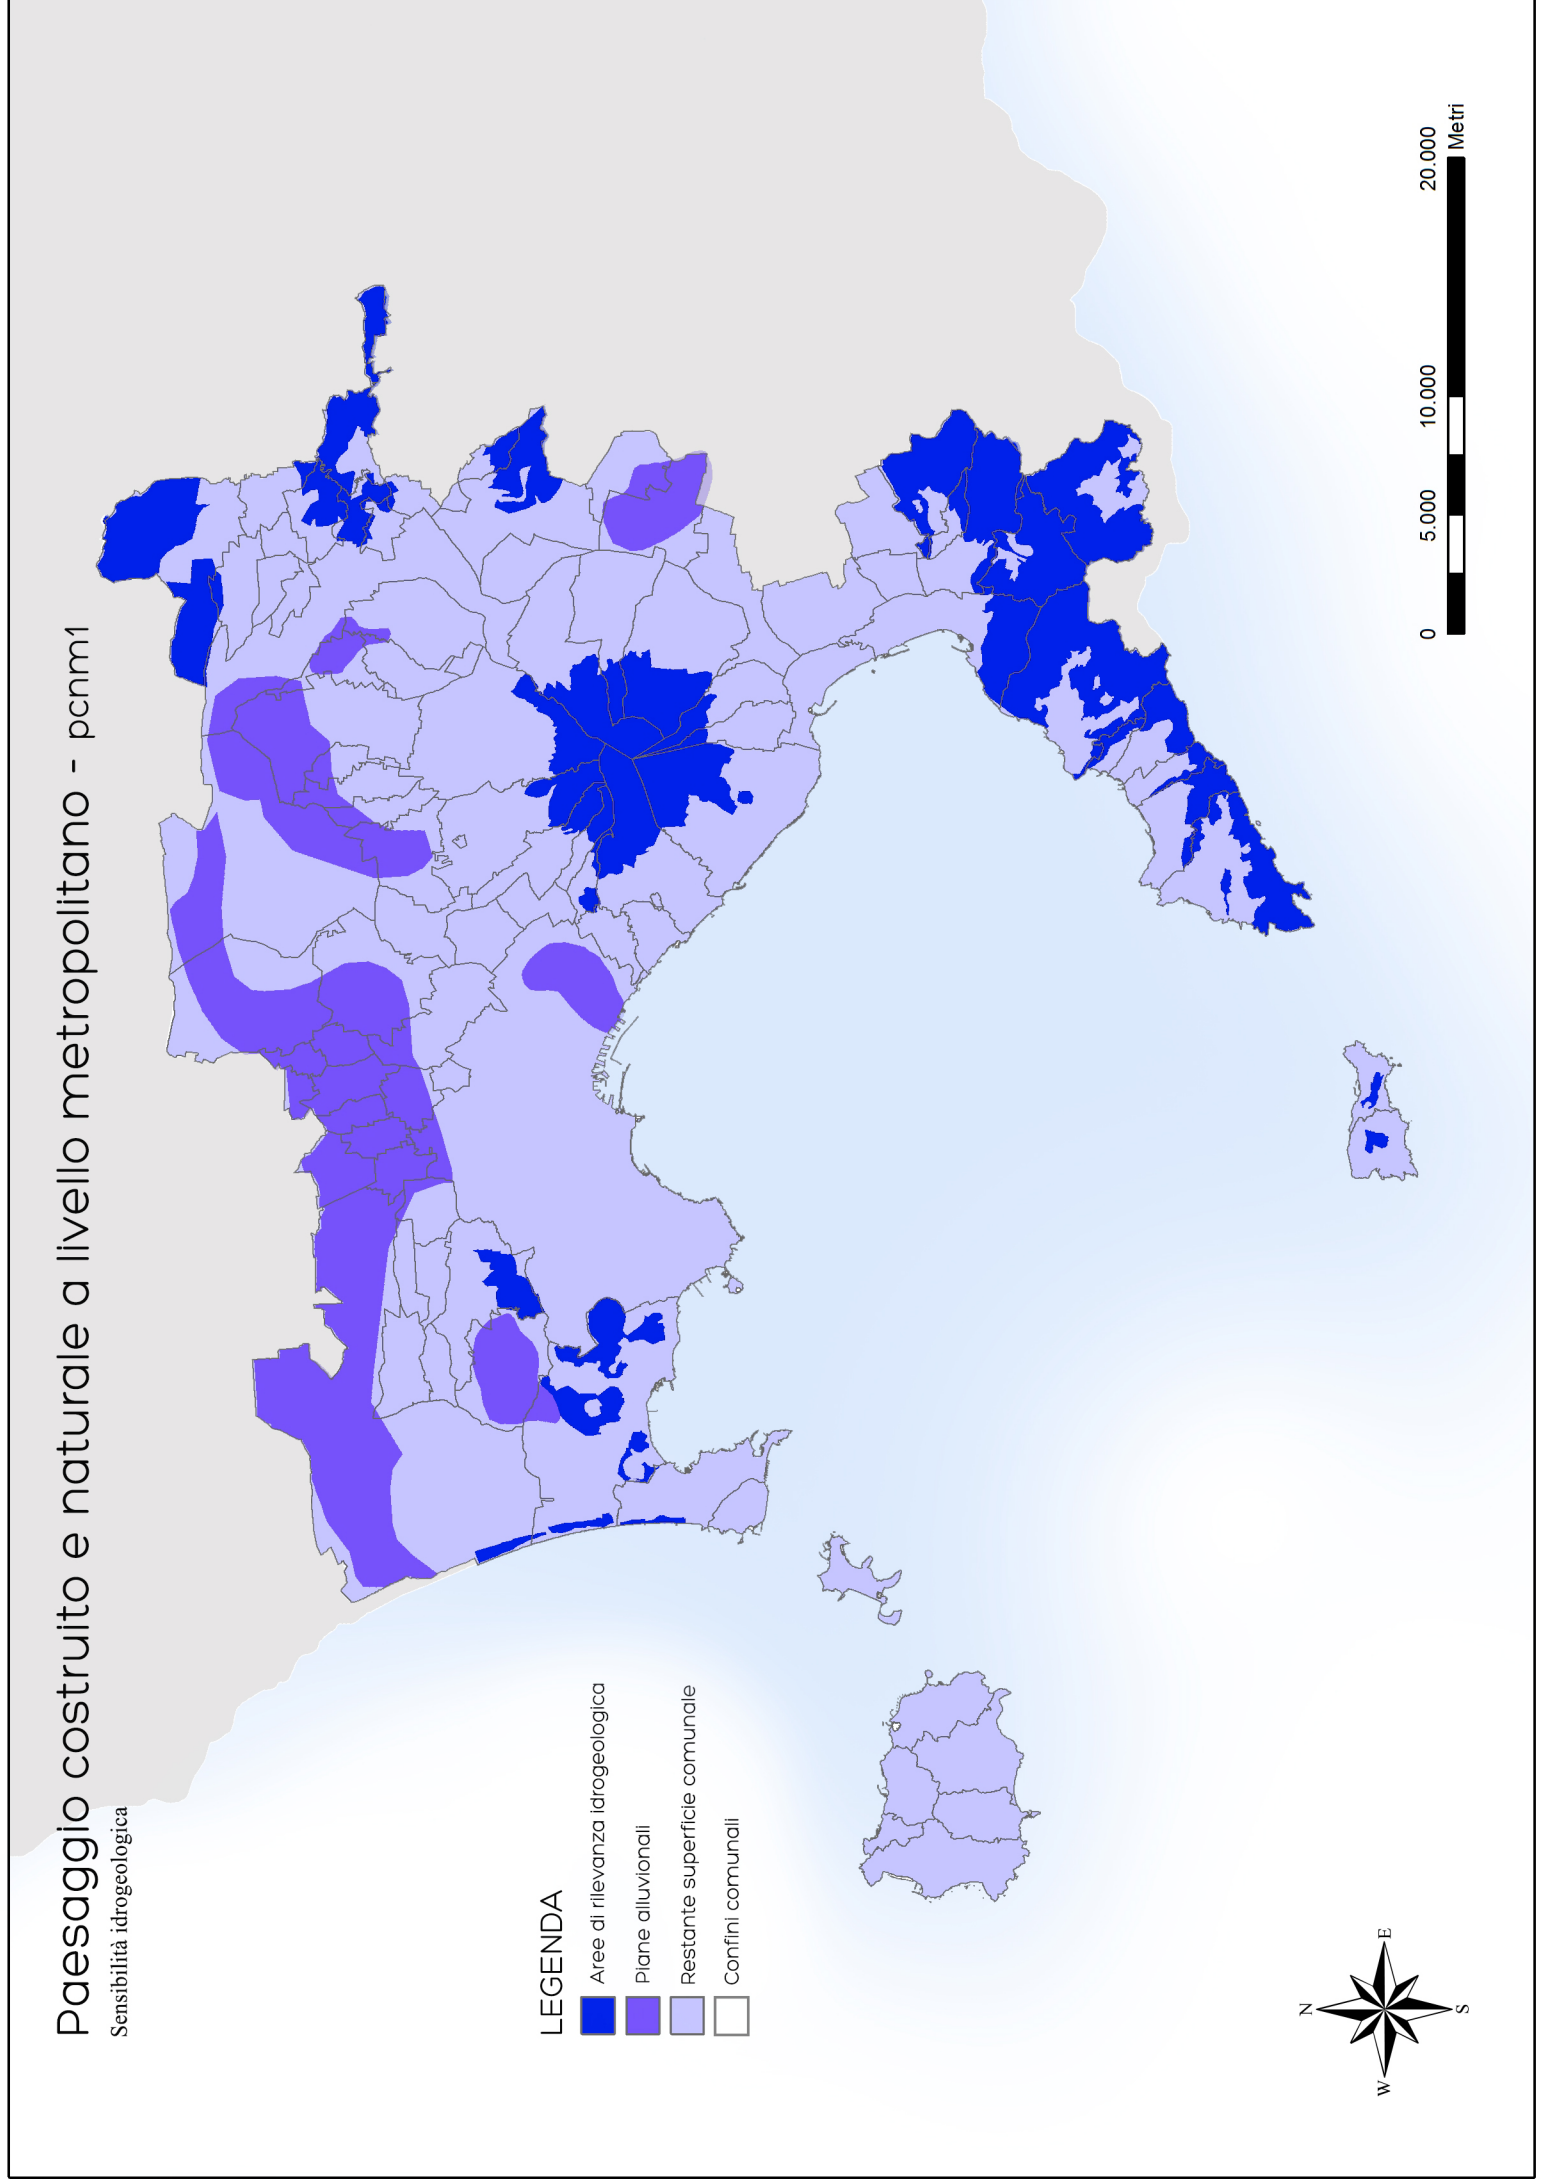 Paesaggio costruito e naturale a livello metropolitano - pcnm1
Sensibilità idrogeologica
LEGENDA
Aree di rilevanza idrogeologica
Piane alluvionali
Restante superficie comunale
Confini comunali
N
W
E
S
0
5.000
10.000
20.000
Metri